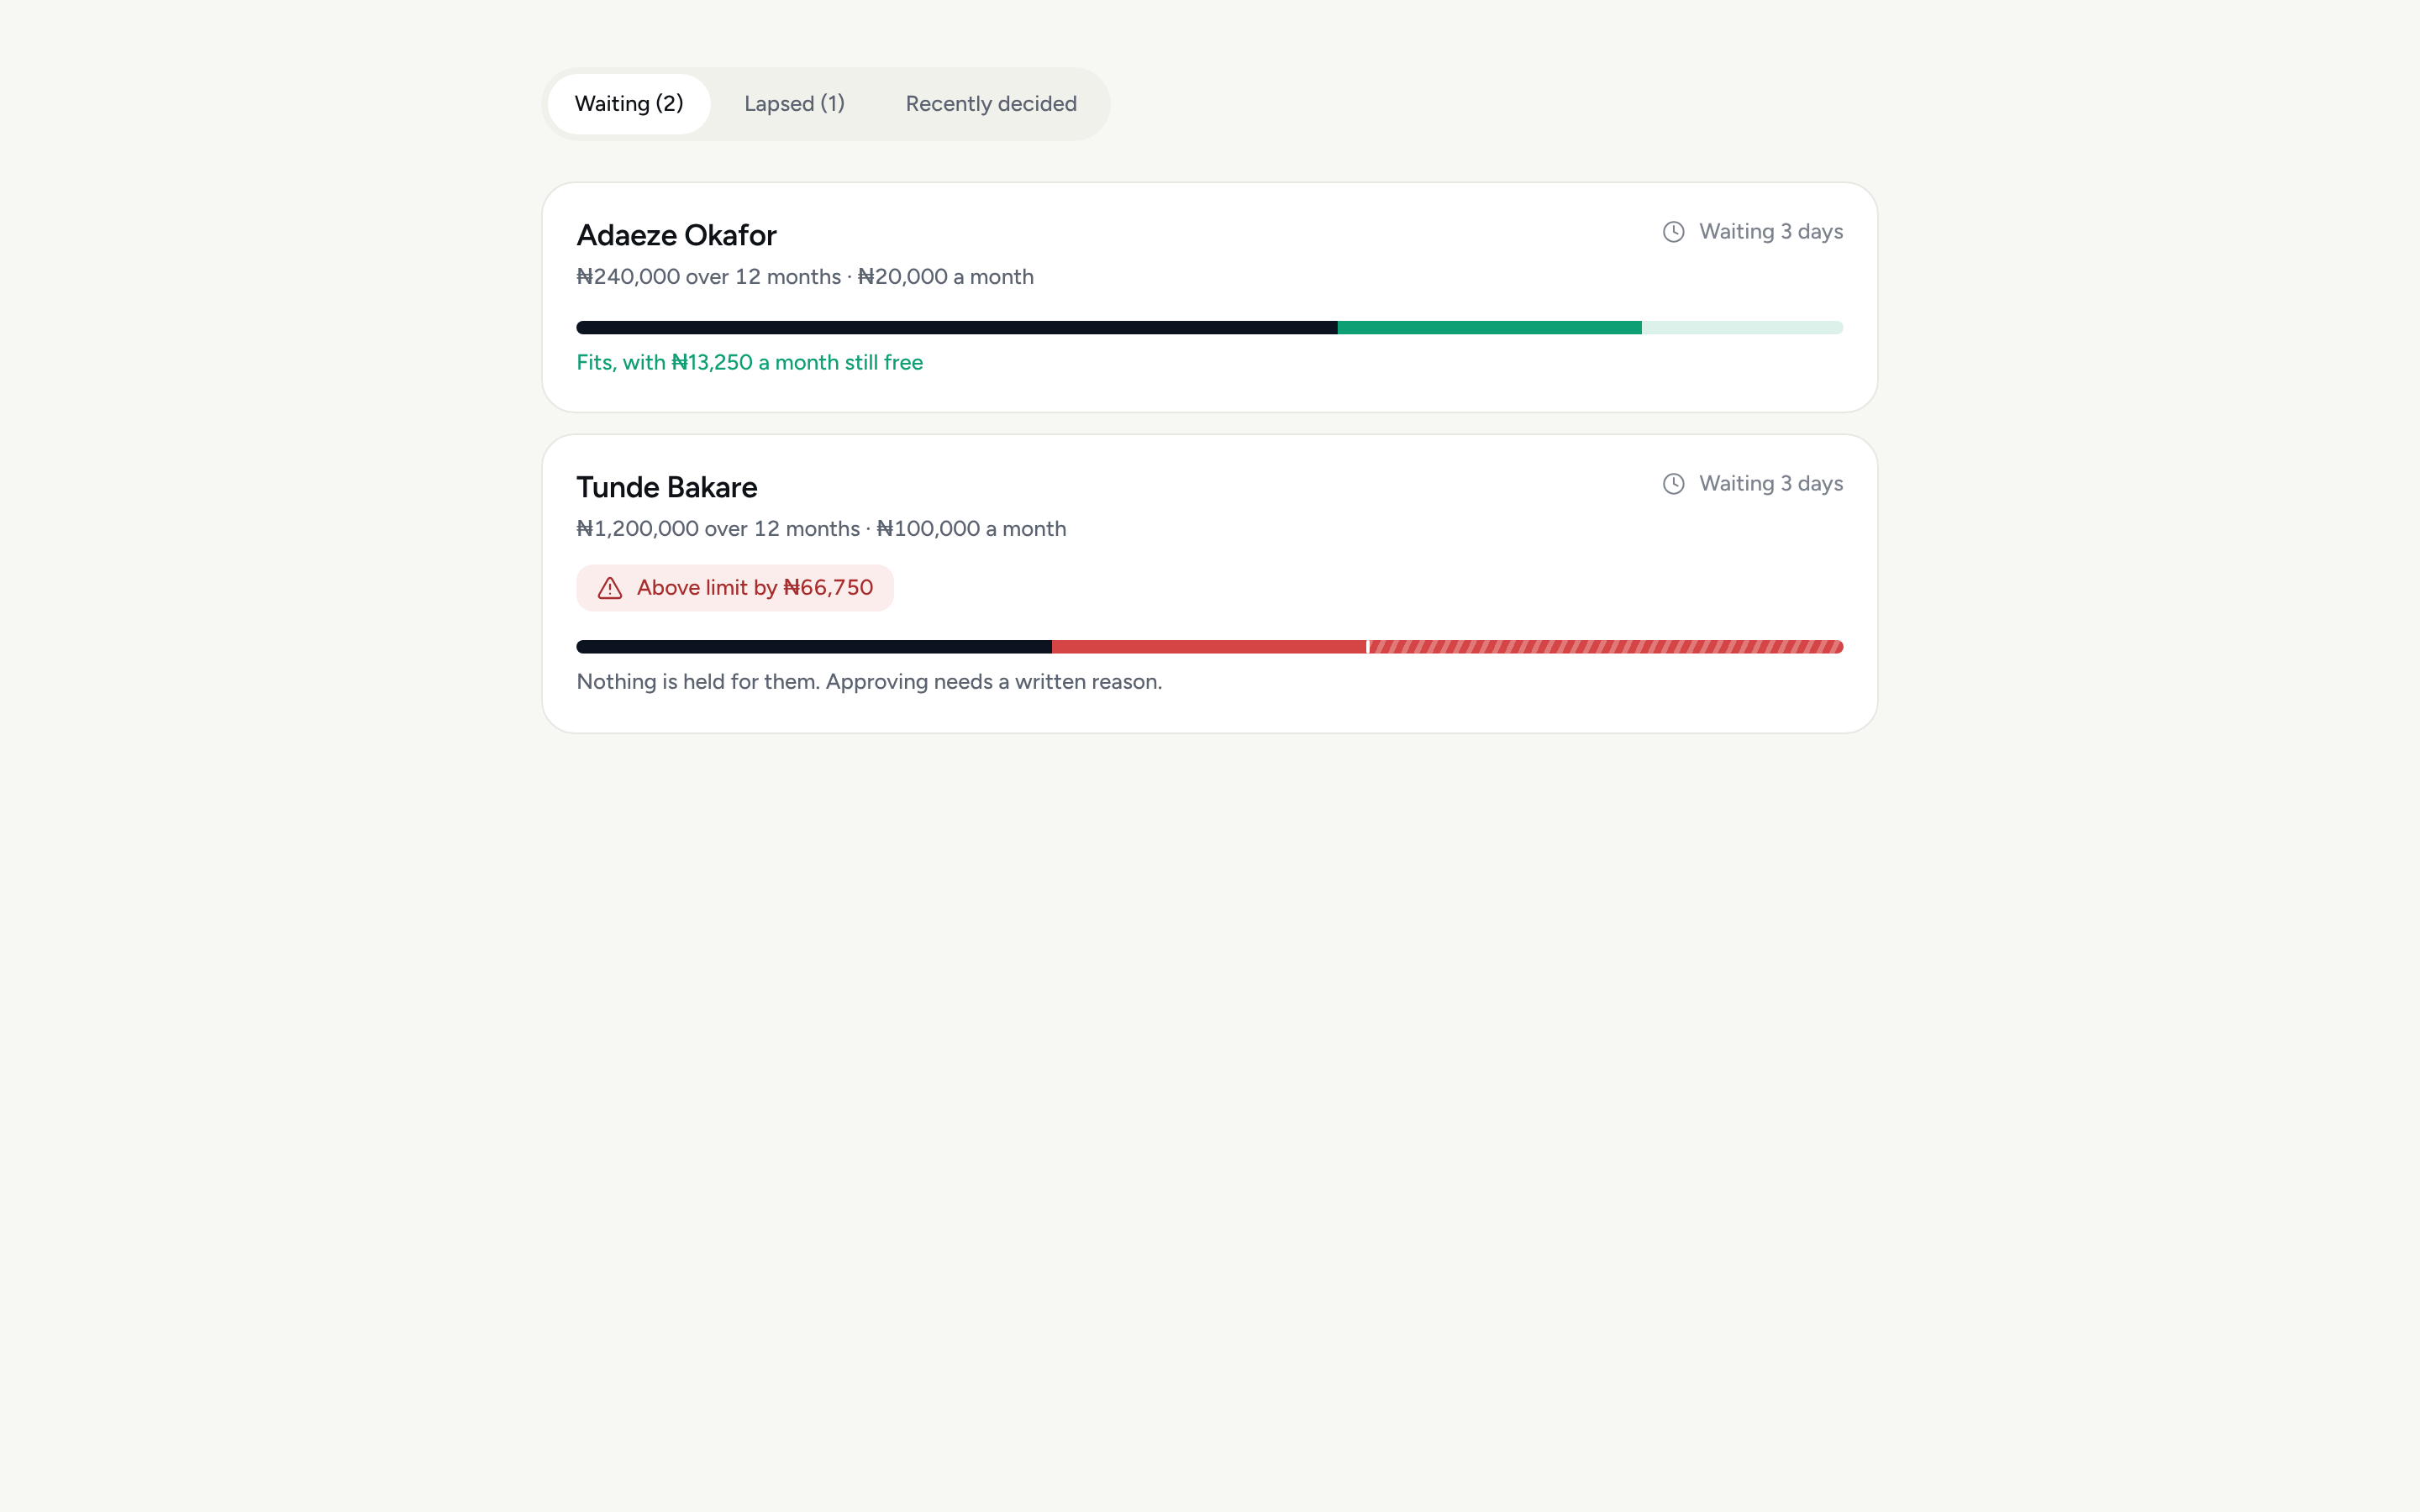 Waiting (2) Lapsed (1) Recently decided
Adaeze Okafor
Waiting 3 days
₦240,000 over 12 months · ₦20,000 a month
Fits, with ₦13,250 a month still free
Tunde Bakare
Waiting 3 days
₦1,200,000 over 12 months · ₦100,000 a month
Above limit by ₦66,750
Nothing is held for them. Approving needs a written reason.